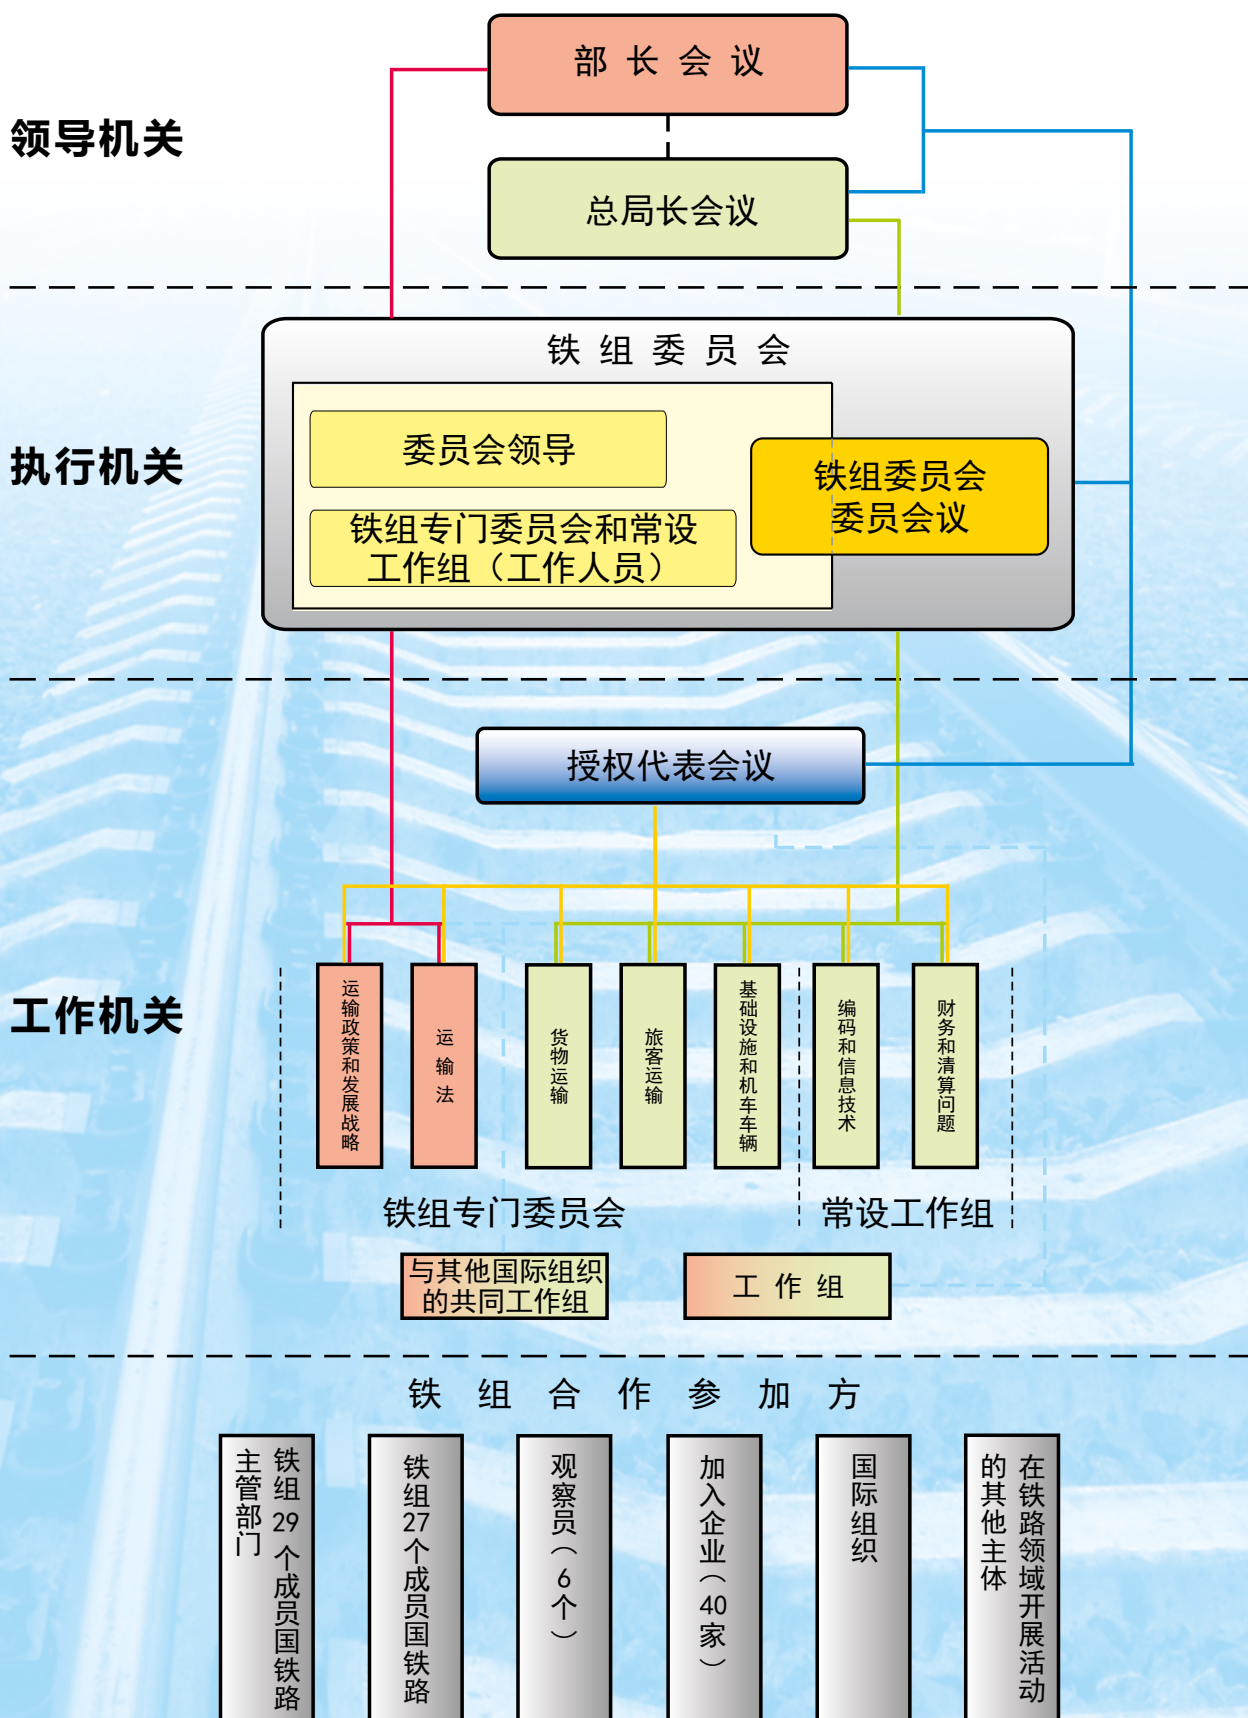 部长会议
领导机关
总局长会议
铁组委员会
委员会领导
执行机关
铁组委员会
委员会议
铁组专门委员会和常设
工作组（工作人员）
授权代表会议
工作机关
运输政策和发展战略
运输法
货物运输
旅客运输
基础设施和机车车辆
编码和信息技术
财务和清算问题
铁组专门委员会
常设工作组
与其他国际组织
的共同工作组
工作组
铁组合作参加方
铁组29个成员国铁路
主管部门
铁组27个成员国铁路
观察员（6个）
加入企业（40家）
国际组织
在铁路领域开展活动
的其他主体